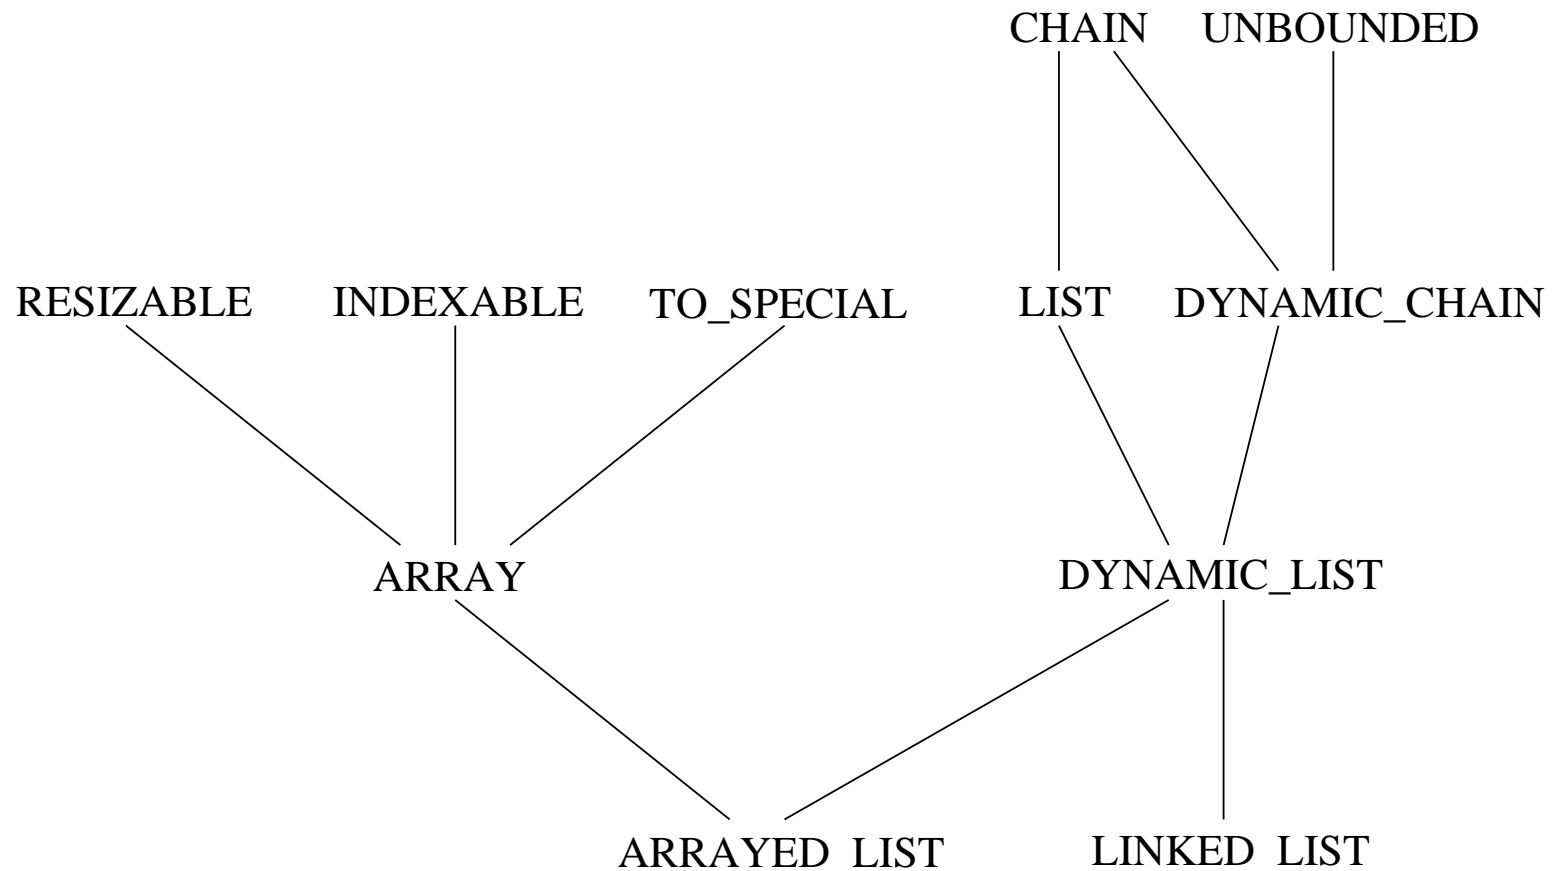 CHAIN UNBOUNDED
RESIZABLE INDEXABLE TO_SPECIAL LIST DYNAMIC_CHAIN
ARRAY DYNAMIC_LIST
ARRAYED_LIST LINKED_LIST